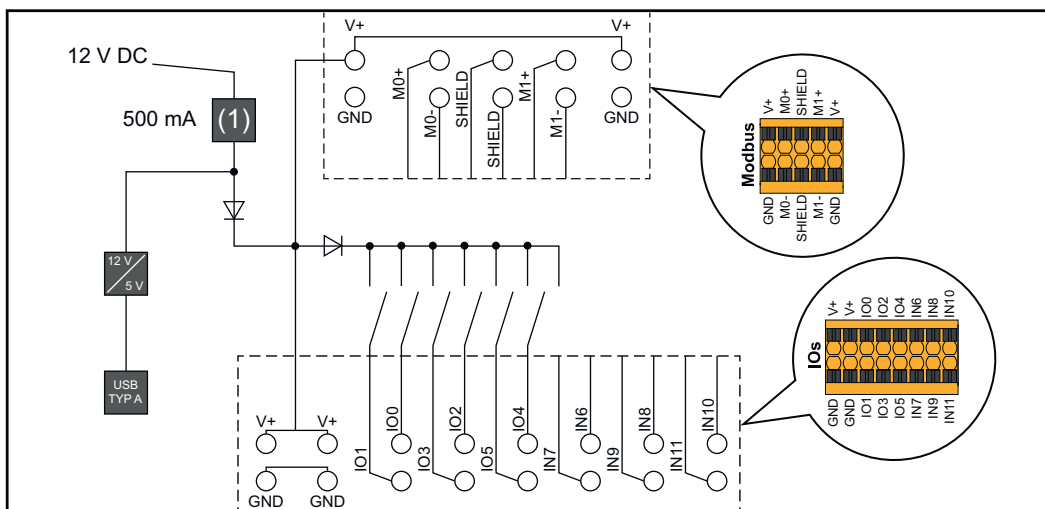 12 V DC
500 mA
(1)
12 V
5 V
USB
TYP A
V+
V+
M0+
SHIELD
M1+
GND
M0-
SHIELD
M1-
GND
Modbus
V+
M0+
SHIELD
M1+
V+
GND
M0-
SHIELD
M1-
GND
IOs
V+
V+
IO0
IO2
IO4
IN6
IN8
IN10
GND
GND
IO1
IO3
IO5
IN7
IN9
IN11
V+
V+
GND
GND
IO1
IO0
IO3
IO2
IO5
IO4
IN7
IN6
IN9
IN8
IN11
IN10